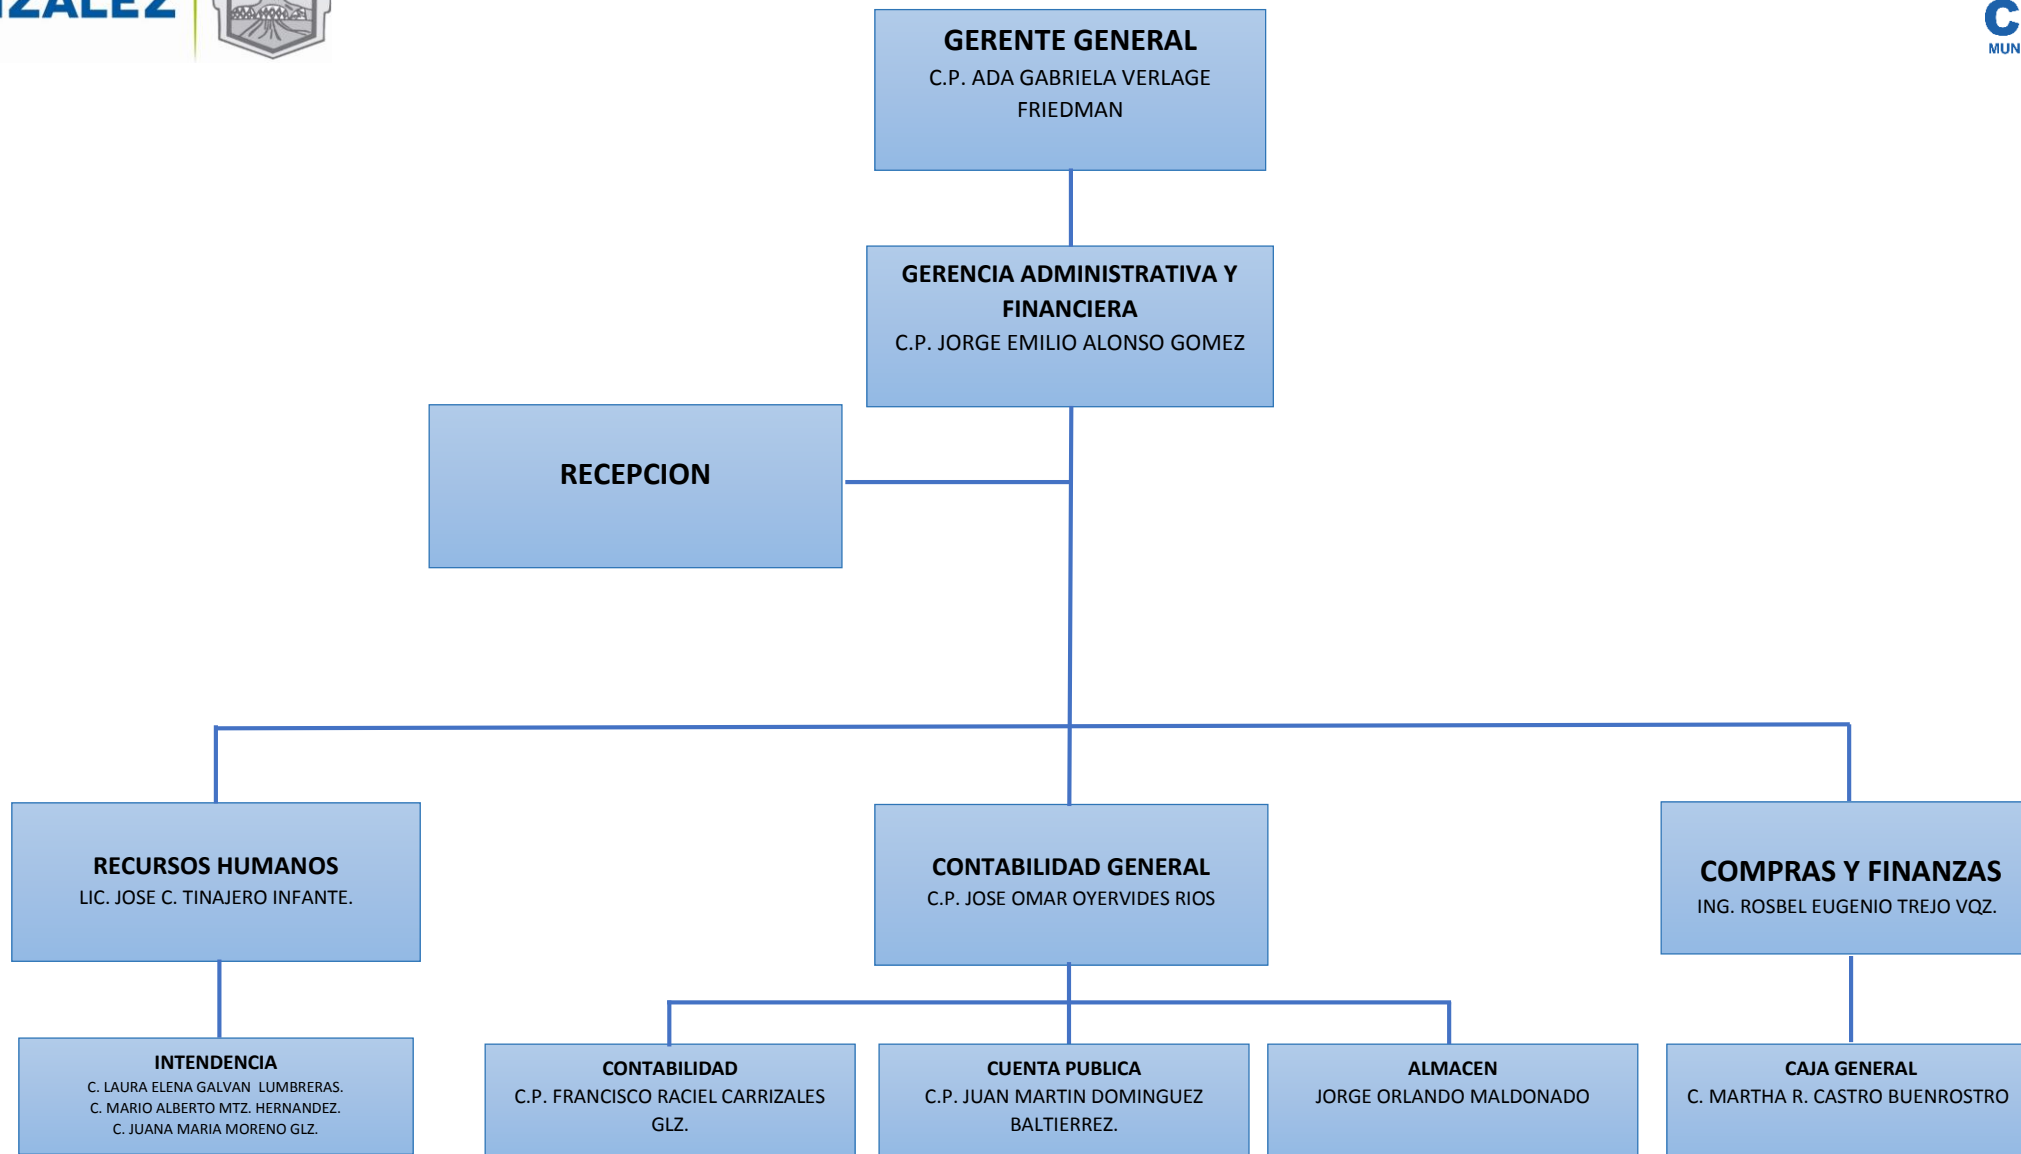 GERENTE GENERAL
C.P. ADA GABRIELA VERLAGE
FRIEDMAN
MUN
GERENCIA ADMINISTRATIVA Y
FINANCIERA
C.P. JORGE EMILIO ALONSO GOMEZ
RECEPCION
RECURSOS HUMANOS
LIC. JOSE C. TINAJERO INFANTE.
CONTABILIDAD GENERAL
C.P. JOSE OMAR OYERVIDES RIOS
COMPRAS Y FINANZAS
ING. ROSBEL EUGENIO TREJO VQZ.
INTENDENCIA
C. LAURA ELENA GALVAN  LUMBRERAS.
C. MARIO ALBERTO MTZ. HERNANDEZ.
C. JUANA MARIA MORENO GLZ.
CONTABILIDAD
C.P. FRANCISCO RACIEL CARRIZALES
GLZ.
CUENTA PUBLICA
C.P. JUAN MARTIN DOMINGUEZ
BALTIERREZ.
ALMACEN
JORGE ORLANDO MALDONADO
CAJA GENERAL
C. MARTHA R. CASTRO BUENROSTRO